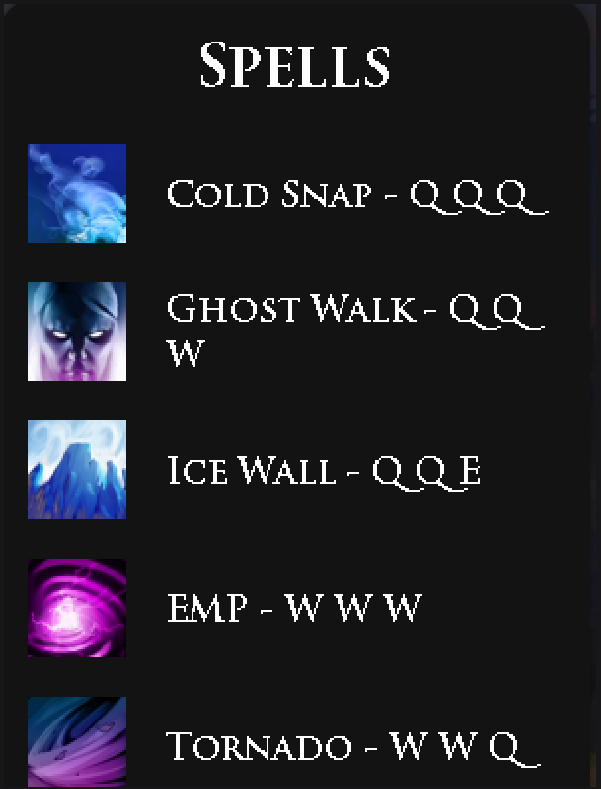 Spells
Cold Snap - Q Q Q
Ghost Walk - Q Q
W
Ice Wall - Q Q E
EMP - W W W
Tornado - W W Q